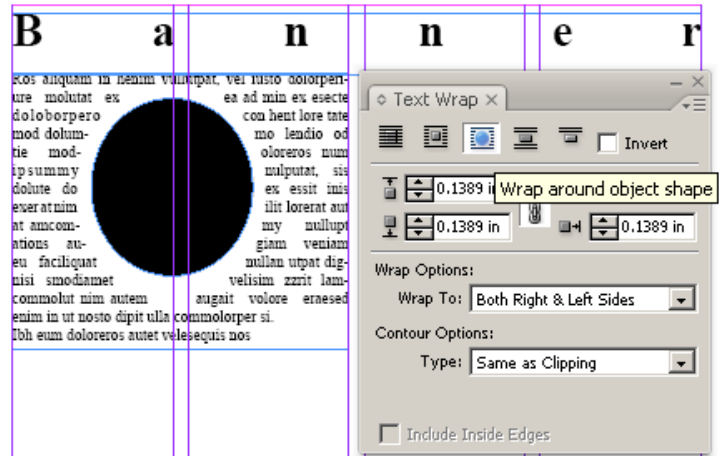 B a n n e r
Ros aliquam in henim vullutpat, vel iusto dolorperi-
ure molutat ex ea ad min ex esecte
doloborpero con hent lore tate
mod dolum- mo lendio od
tie mod- oloreros num
ipsummy nulputat, sis
dolute do ex essit inis
exeratnim ilit lorerat aut
at amcom- my nullupt
ations au- giam veniam
eu faciliquat nullan utpat dig-
nisi smodiamet velisim zzrit lam-
commolut nim autem augait volore eraesed
enim in ut nosto dipit ulla commolorper si.
Ibh eum doloreros autet velesequis nos
Text Wrap
Invert
0.1389 in
Wrap around object shape
0.1389 in 0.1389 in
Wrap Options:
Wrap To: Both Right & Left Sides
Contour Options:
Type: Same as Clipping
Include Inside Edges